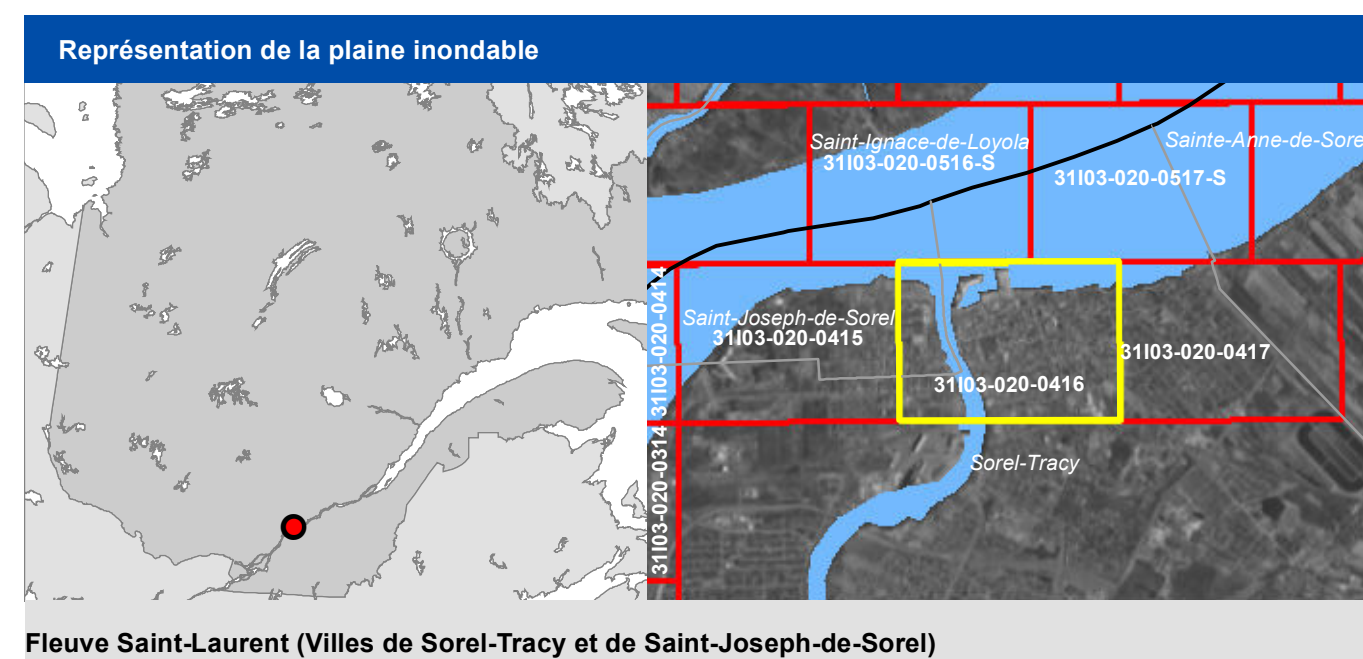 Représentation de la plaine inondable
Saint-Ignace-de-Loyola
31I03-020-0516-S
Sainte-Anne-de-Sore
31I03-020-0517-S
31I03-020-0414
Saint-Joseph-de-Sorel
31I03-020-0415
31I03-020-0416
31I03-020-0417
31I03-020-0314
Sorel-Tracy
Fleuve Saint-Laurent (Villes de Sorel-Tracy et de Saint-Joseph-de-Sorel)